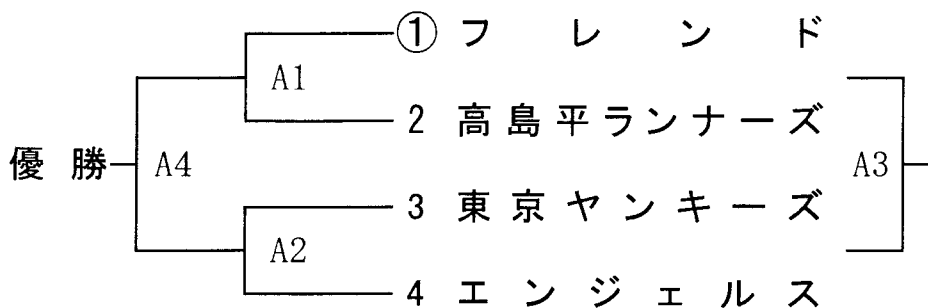 ① フレンド
A1
2 高島平ランナーズ
優勝 A4 A3
3 東京ヤンキーズ
A2
4 エンジェルス